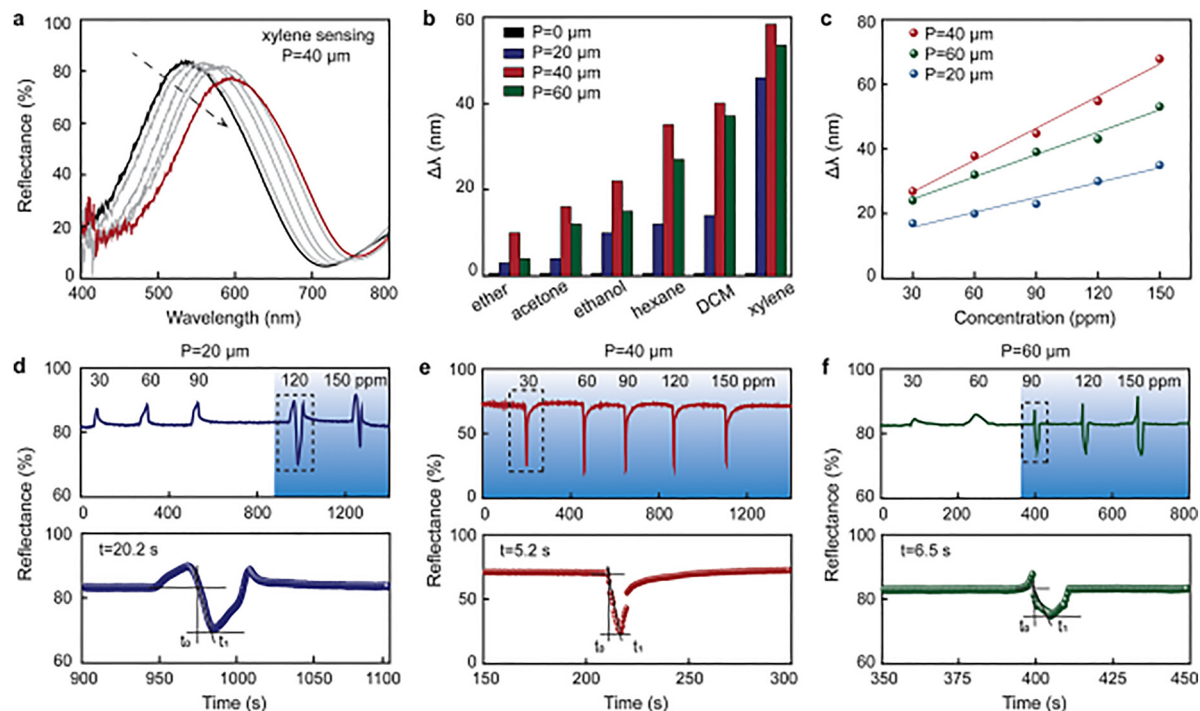 a
xylene sensing
P=40 μm
Reflectance (%)
100
80
60
40
20
0
400 500 600 700 800
Wavelength (nm)
b
P=0 μm
P=20 μm
P=40 μm
P=60 μm
Δλ (nm)
60
40
20
0
ether acetone ethanol hexane DCM xylene
c
P=40 μm
P=60 μm
P=20 μm
Δλ (nm)
80
60
40
20
0
30 60 90 120 150
Concentration (ppm)
d
P=20 μm
30 60 90 120 150 ppm
100
80
60
0 400 800 1200
Reflectance (%)
t=20.2 s
100
80
60
t₀ t₁
900 950 1000 1050 1100
Time (s)
e
P=40 μm
30 60 90 120 150 ppm
100
50
0
0 400 800 1200
Reflectance (%)
t=5.2 s
100
50
0
t₀ t₁
150 200 250 300
Time (s)
f
P=60 μm
30 60 90 120 150 ppm
100
80
60
0 200 400 600 800
Reflectance (%)
t=6.5 s
100
80
60
t₀ t₁
350 375 400 425 450
Time (s)